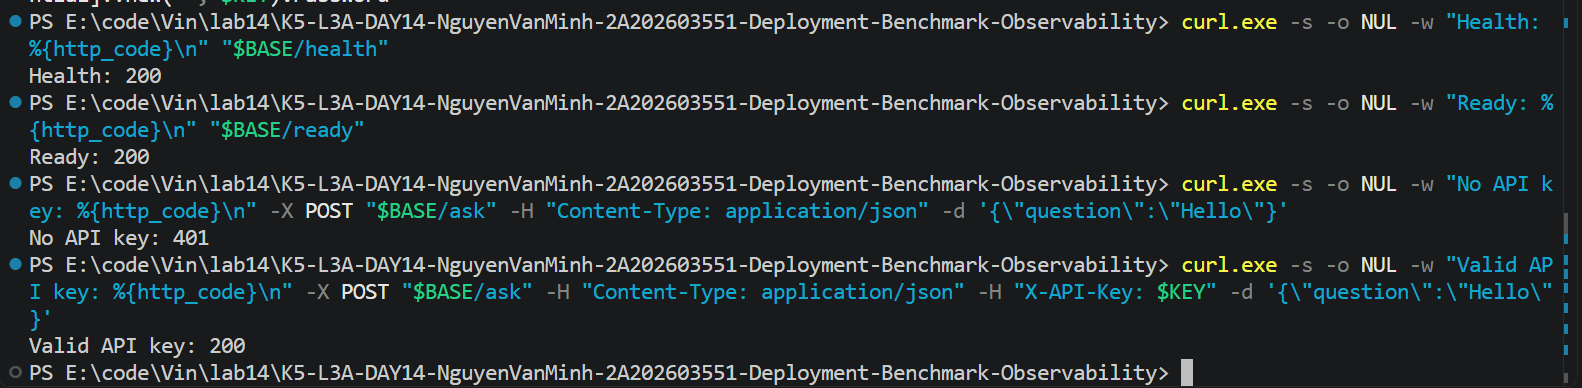 PS E:\code\Vin\lab14\K5-L3A-DAY14-NguyenVanMinh-2A202603551-Deployment-Benchmark-Observability> curl.exe -s -o NUL -w "Health:
%{http_code}\n" "$BASE/health"
Health: 200
PS E:\code\Vin\lab14\K5-L3A-DAY14-NguyenVanMinh-2A202603551-Deployment-Benchmark-Observability> curl.exe -s -o NUL -w "Ready: %
{http_code}\n" "$BASE/ready"
Ready: 200
PS E:\code\Vin\lab14\K5-L3A-DAY14-NguyenVanMinh-2A202603551-Deployment-Benchmark-Observability> curl.exe -s -o NUL -w "No API k
ey: %{http_code}\n" -X POST "$BASE/ask" -H "Content-Type: application/json" -d '{\"question\":\"Hello\"}'
No API key: 401
PS E:\code\Vin\lab14\K5-L3A-DAY14-NguyenVanMinh-2A202603551-Deployment-Benchmark-Observability> curl.exe -s -o NUL -w "Valid AP
I key: %{http_code}\n" -X POST "$BASE/ask" -H "Content-Type: application/json" -H "X-API-Key: $KEY" -d '{\"question\":\"Hello\"
}'
Valid API key: 200
PS E:\code\Vin\lab14\K5-L3A-DAY14-NguyenVanMinh-2A202603551-Deployment-Benchmark-Observability>